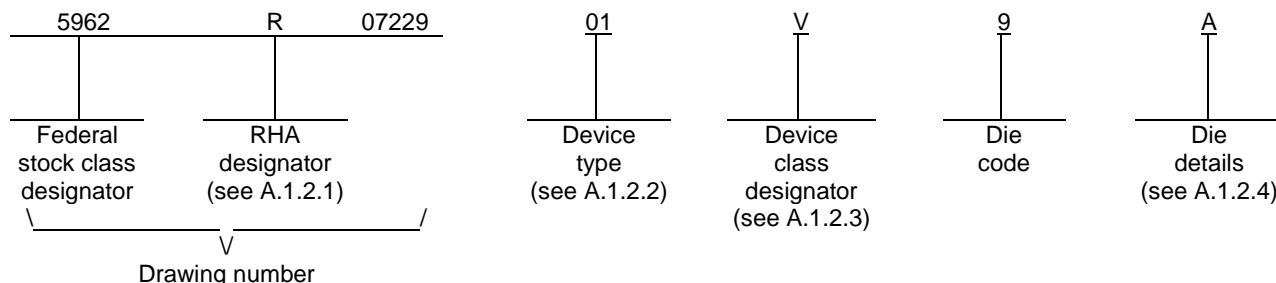 5962 R 07229 01 V 9 A
Federal stock class designator
RHA designator (see A.1.2.1)
Device type (see A.1.2.2)
Device class designator (see A.1.2.3)
Die code
Die details (see A.1.2.4)
\ /
\/
Drawing number